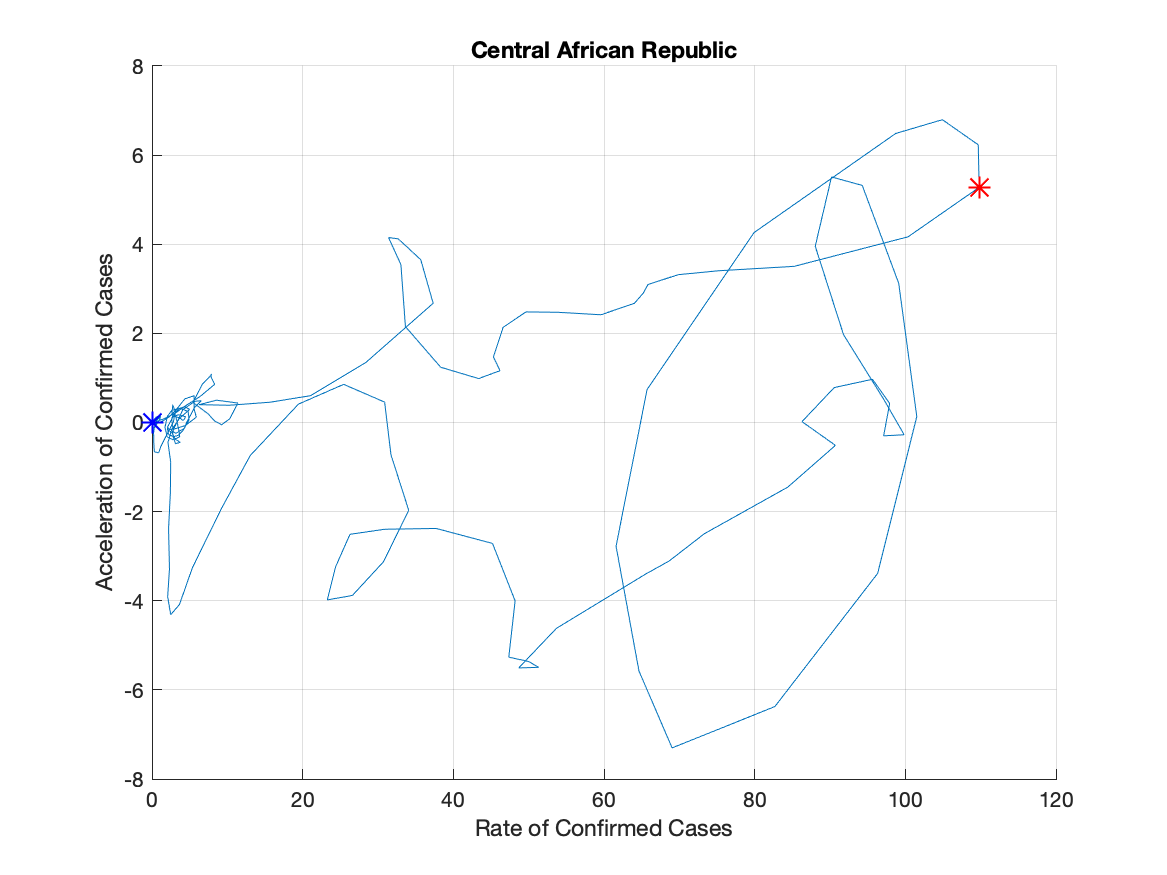 Central African Republic
8
6
4
2
0
-2
-4
-6
-8
Acceleration of Confirmed Cases
0 20 40 60 80 100 120
Rate of Confirmed Cases